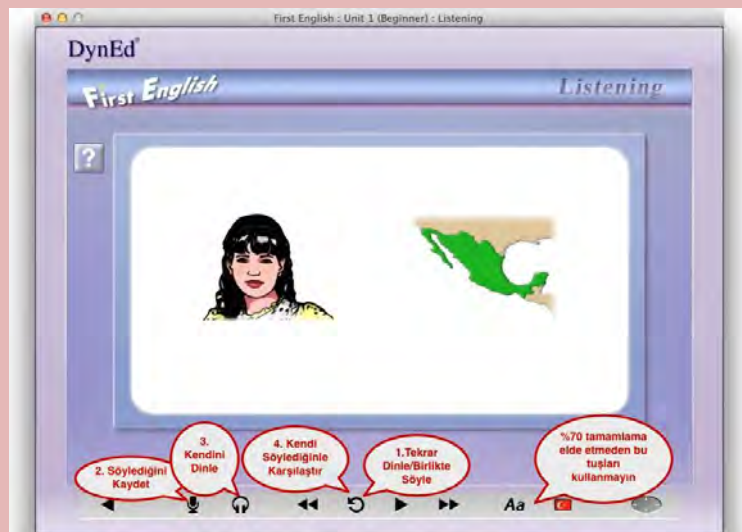 First English : Unit 1 (Beginner) : Listening
DynEd®
First English
Listening
?
2. Söylediğini
Kaydet
3.
Kendini
Dinle
4. Kendi
Söylediğinle
Karşılaştır
1.Tekrar
Dinle/Birlikte
Söyle
%70 tamamlama
elde etmeden bu
tuşları
kullanmayın
Aa